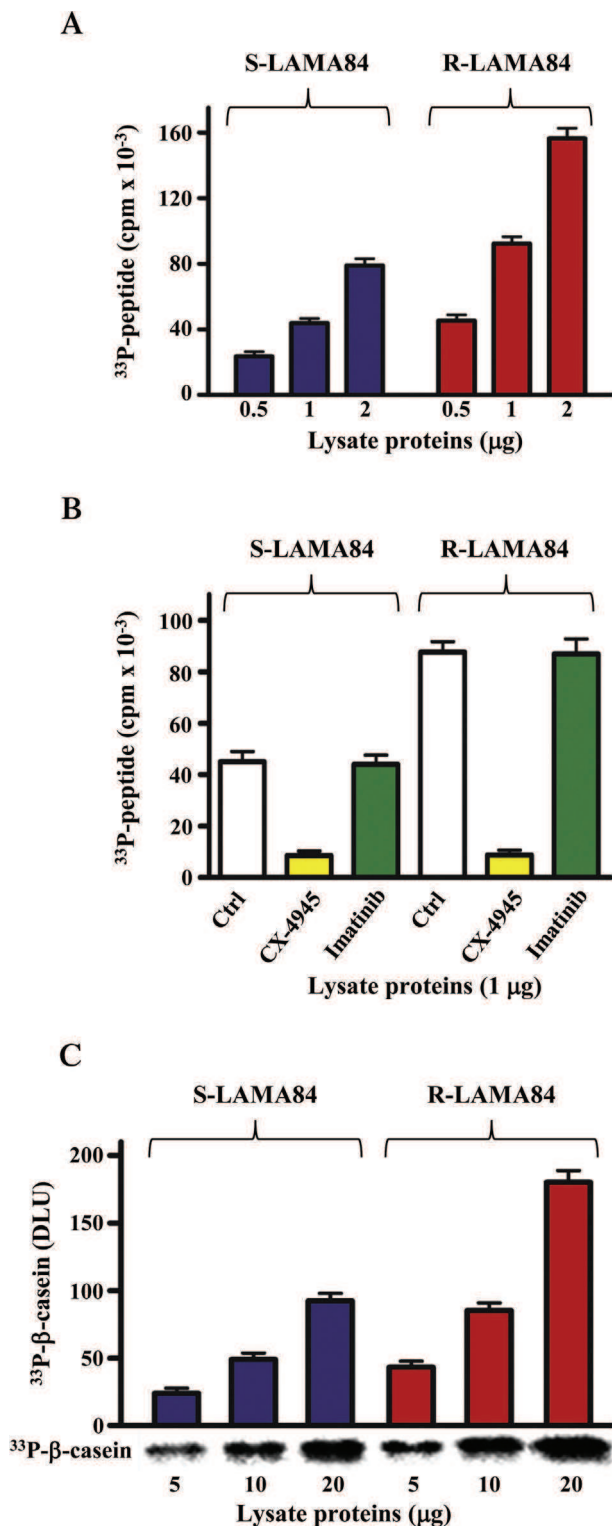 A
S-LAMA84 R-LAMA84
³³P-peptide (cpm x 10⁻³)
160
120
80
40
0
0.5 1 2 0.5 1 2
Lysate proteins (µg)
B
S-LAMA84 R-LAMA84
³³P-peptide (cpm x 10⁻³)
100
80
60
40
20
0
Ctrl CX-4945 Imatinib Ctrl CX-4945 Imatinib
Lysate proteins (1 µg)
C
S-LAMA84 R-LAMA84
³³P-β-casein (DLU)
200
150
100
50
0
³³P-β-casein
5 10 20 5 10 20
Lysate proteins (µg)